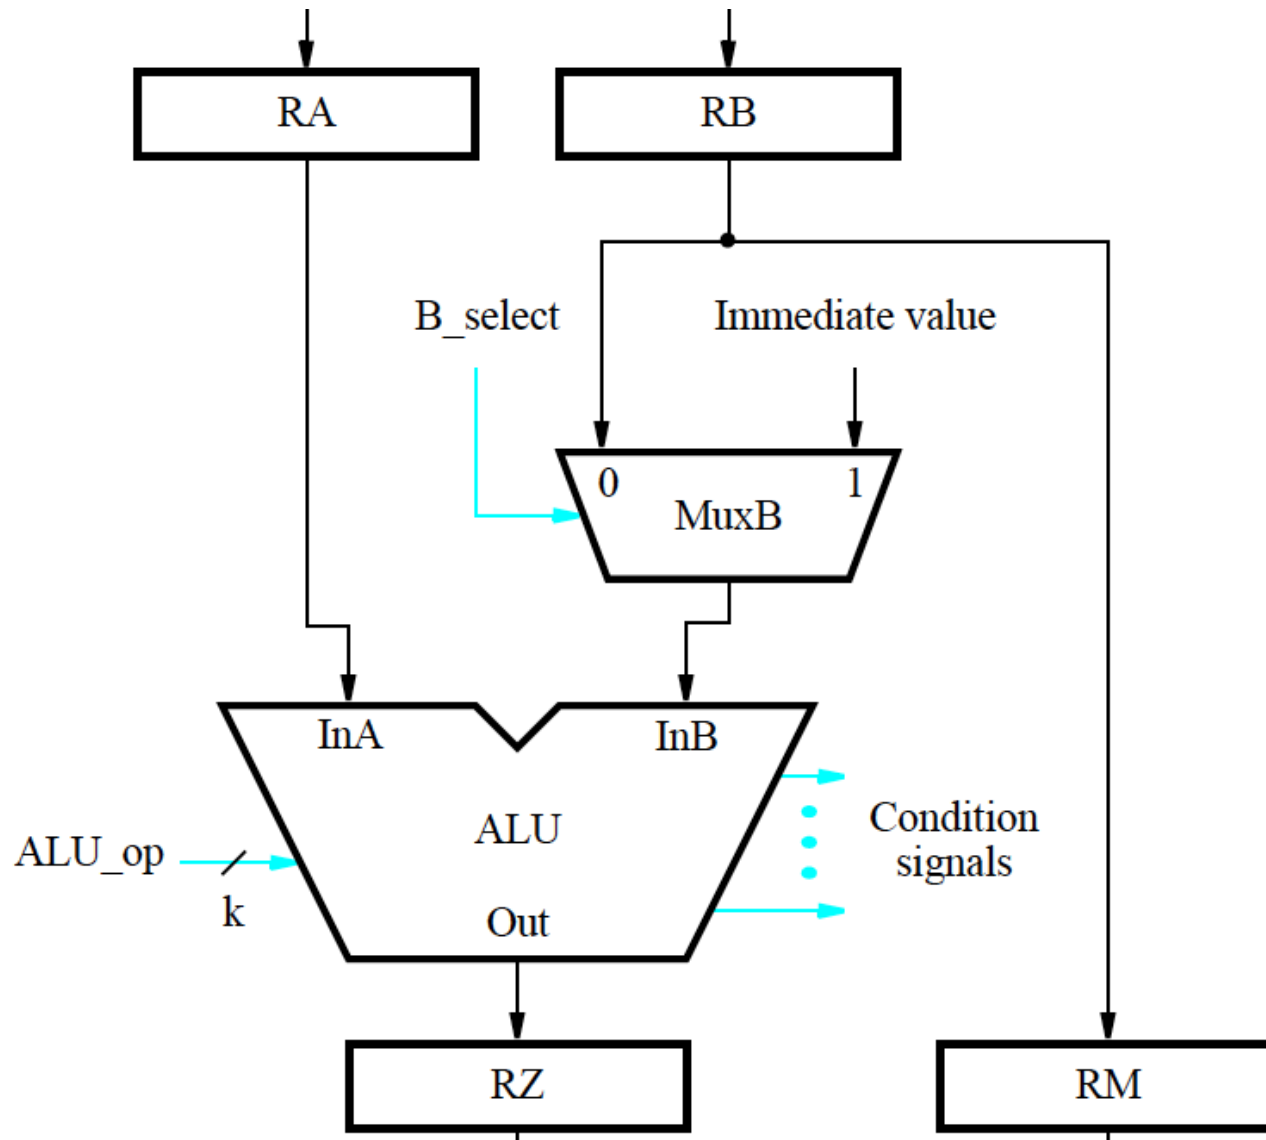 RA
RB
B_select
Immediate value
0
1
MuxB
InA
InB
ALU
Condition
signals
ALU_op
k
Out
RZ
RM